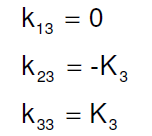 k₁₃ = 0
k₂₃ = -K₃
k₃₃ = K₃